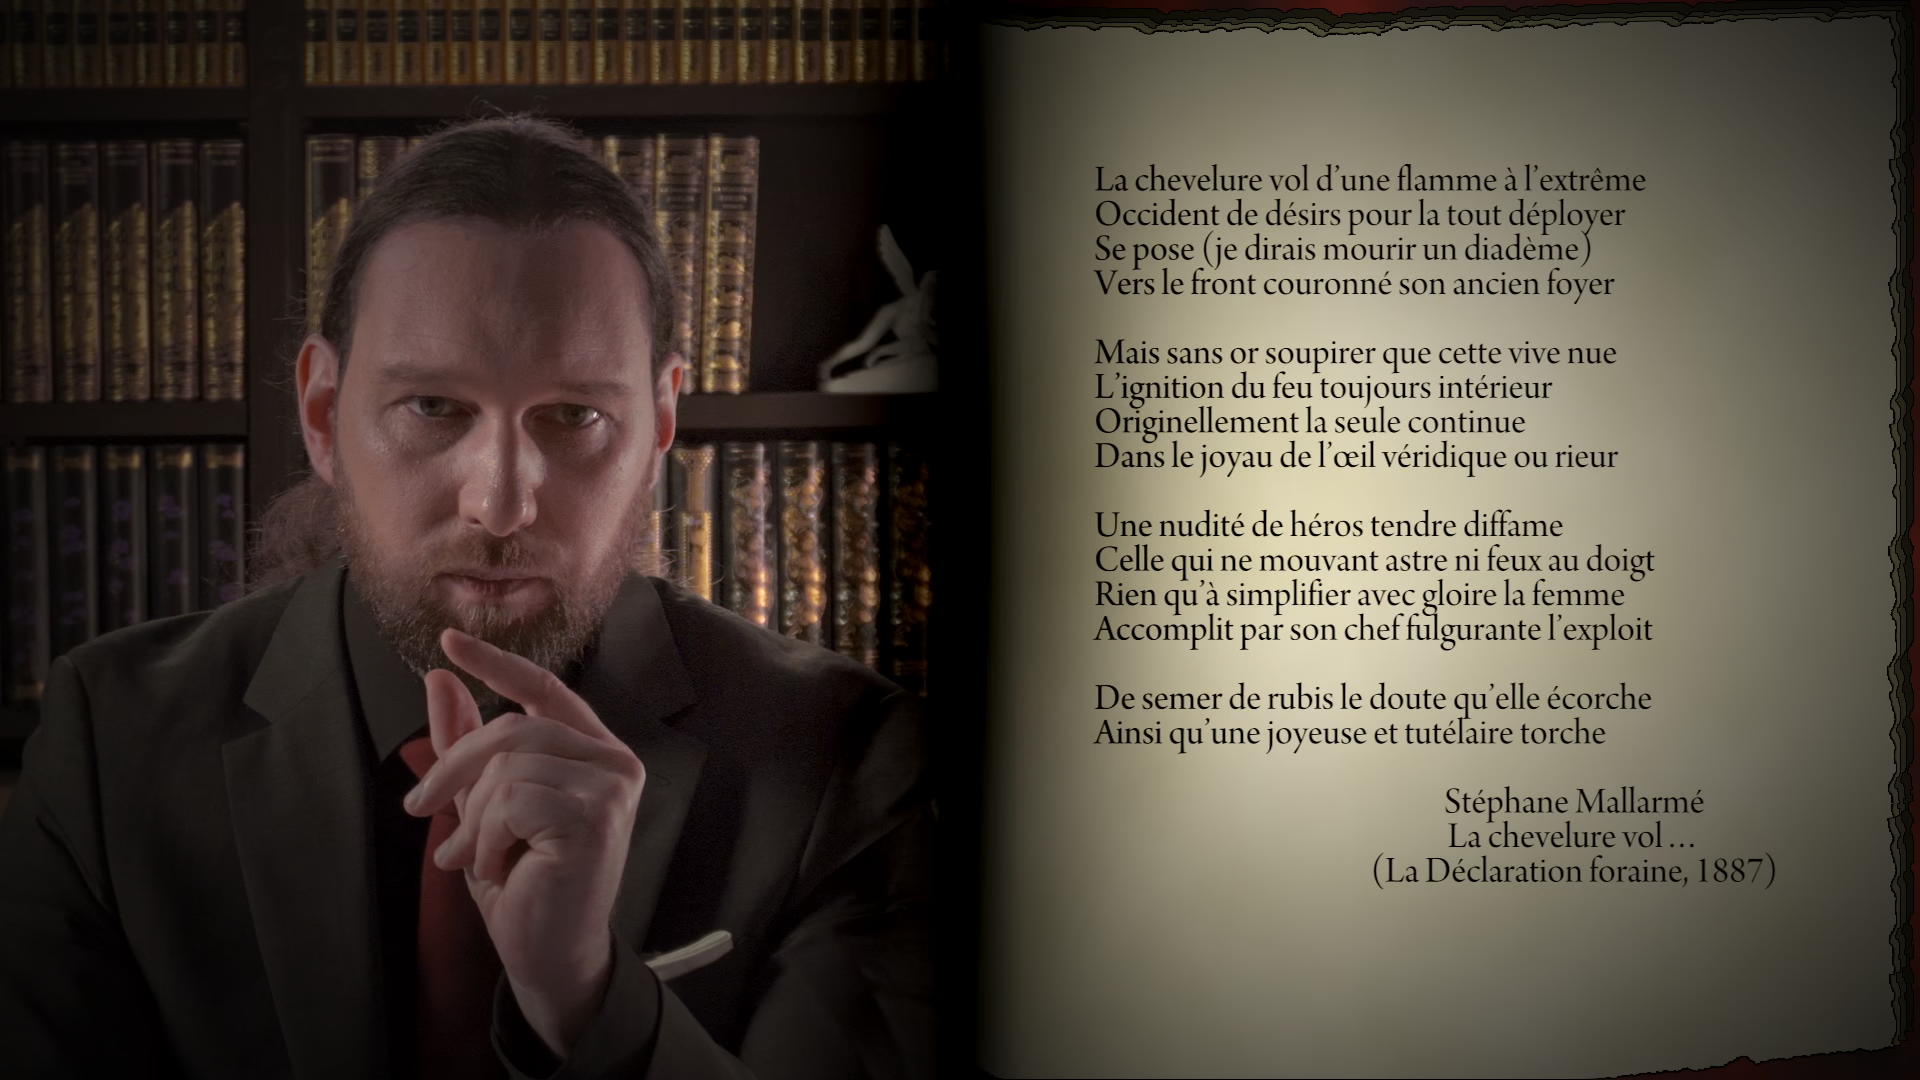 La chevelure vol d’une flamme à l’extrême
Occident de désirs pour la tout déployer
Se pose (je dirais mourir un diadème)
Vers le front couronné son ancien foyer
Mais sans or soupirer que cette vive nue
L’ignition du feu toujours intérieur
Originellement la seule continue
Dans le joyau de l’œil véridique ou rieur
Une nudité de héros tendre diffame
Celle qui ne mouvant astre ni feux au doigt
Rien qu’à simplifier avec gloire la femme
Accomplit par son chef fulgurante l’exploit
De semer de rubis le doute qu’elle écorche
Ainsi qu’une joyeuse et tutélaire torche
Stéphane Mallarmé
La chevelure vol…
(La Déclaration foraine, 1887)